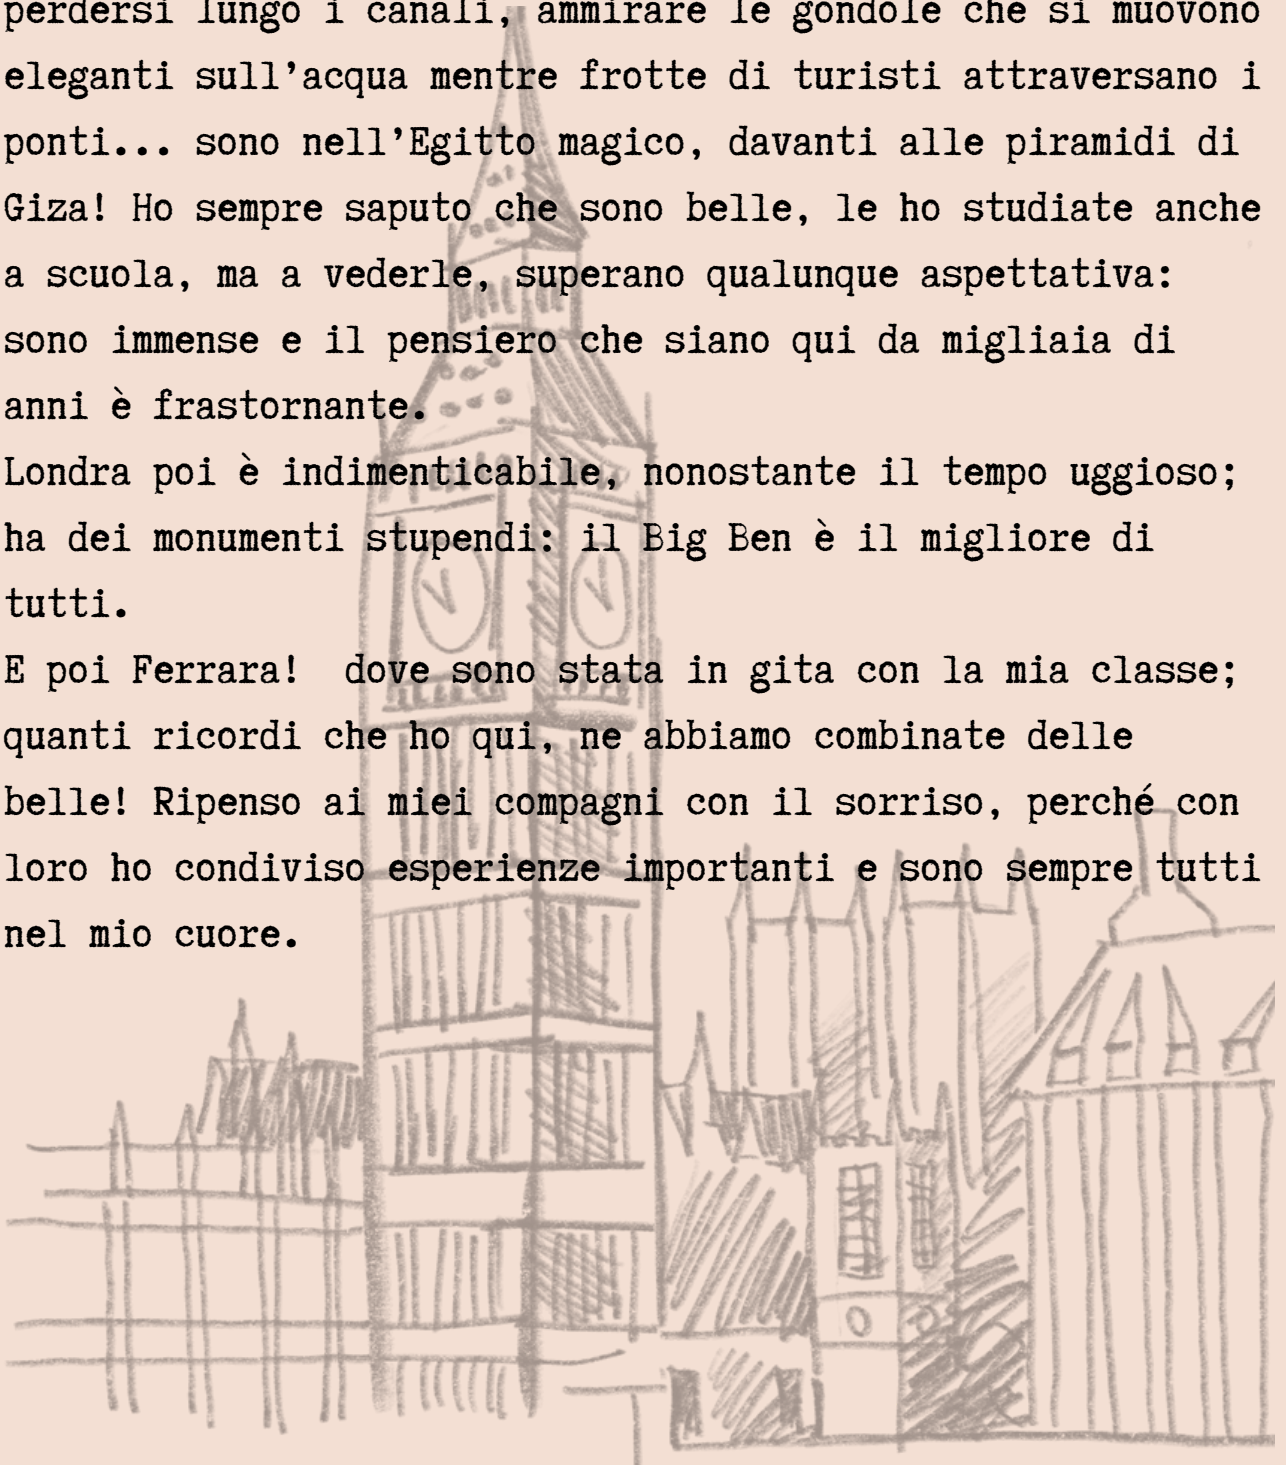 perdersi lungo i canali, ammirare le gondole che si muovono
eleganti sull’acqua mentre frotte di turisti attraversano i
ponti... sono nell’Egitto magico, davanti alle piramidi di
Giza! Ho sempre saputo che sono belle, le ho studiate anche
a scuola, ma a vederle, superano qualunque aspettativa:
sono immense e il pensiero che siano qui da migliaia di
anni è frastornante.
Londra poi è indimenticabile, nonostante il tempo uggioso;
ha dei monumenti stupendi: il Big Ben è il migliore di
tutti.
E poi Ferrara!  dove sono stata in gita con la mia classe;
quanti ricordi che ho qui, ne abbiamo combinate delle
belle! Ripenso ai miei compagni con il sorriso, perché con
loro ho condiviso esperienze importanti e sono sempre tutti
nel mio cuore.